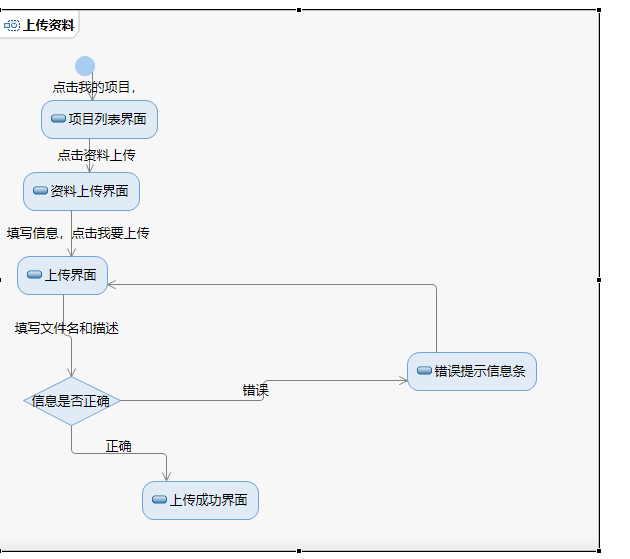 上传资料
点击我的项目，
项目列表界面
点击资料上传
资料上传界面
填写信息，点击我要上传
上传界面
填写文件名和描述
错误提示信息条
错误
信息是否正确
正确
上传成功界面